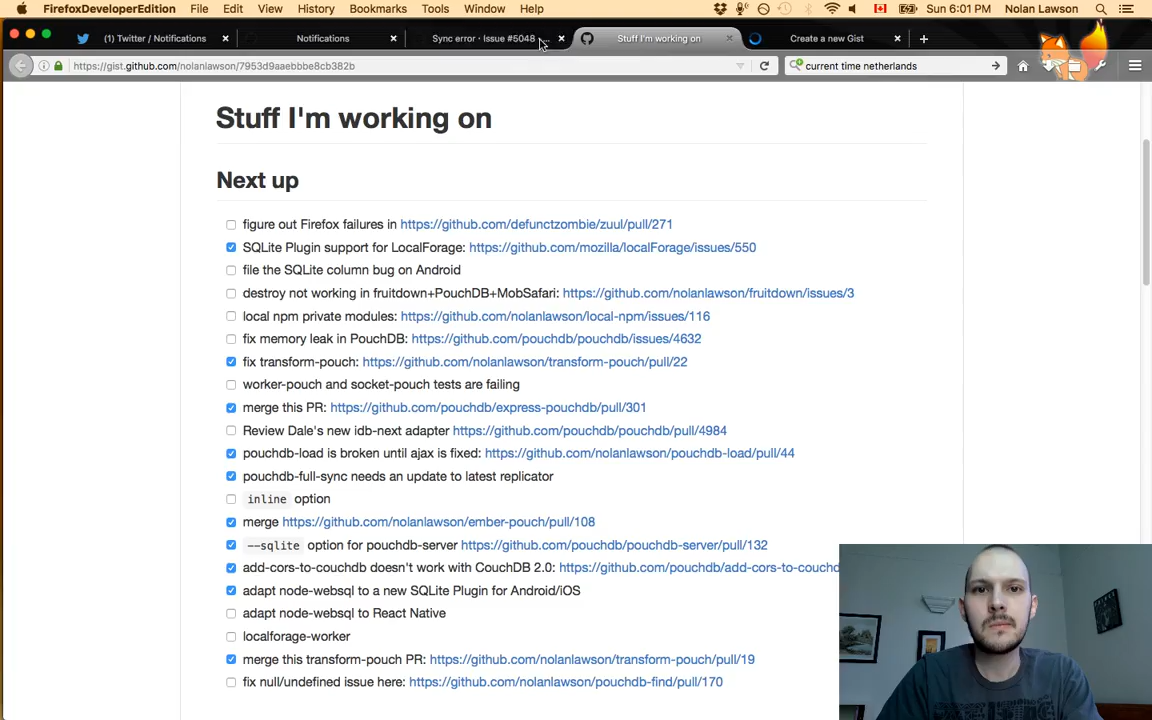 FirefoxDeveloperEdition File Edit View History Bookmarks Tools Window Help Sun 6:01 PM Nolan Lawson
(1) Twitter / Notifications × Notifications × Sync error · Issue #5048 × Stuff I'm working on × Create a new Gist × +
https://gist.github.com/nolanlawson/7953d9aaebbbe8cb382b current time netherlands
Stuff I'm working on
Next up
figure out Firefox failures in https://github.com/defunctzombie/zuul/pull/271
SQLite Plugin support for LocalForage: https://github.com/mozilla/localForage/issues/550
file the SQLite column bug on Android
destroy not working in fruitdown+PouchDB+MobSafari: https://github.com/nolanlawson/fruitdown/issues/3
local npm private modules: https://github.com/nolanlawson/local-npm/issues/116
fix memory leak in PouchDB: https://github.com/pouchdb/pouchdb/issues/4632
fix transform-pouch: https://github.com/nolanlawson/transform-pouch/pull/22
worker-pouch and socket-pouch tests are failing
merge this PR: https://github.com/pouchdb/express-pouchdb/pull/301
Review Dale's new idb-next adapter https://github.com/pouchdb/pouchdb/pull/4984
pouchdb-load is broken until ajax is fixed: https://github.com/nolanlawson/pouchdb-load/pull/44
pouchdb-full-sync needs an update to latest replicator
inline option
merge https://github.com/nolanlawson/ember-pouch/pull/108
--sqlite option for pouchdb-server https://github.com/pouchdb/pouchdb-server/pull/132
add-cors-to-couchdb doesn't work with CouchDB 2.0: https://github.com/pouchdb/add-cors-to-couchd
adapt node-websql to a new SQLite Plugin for Android/iOS
adapt node-websql to React Native
localforage-worker
merge this transform-pouch PR: https://github.com/nolanlawson/transform-pouch/pull/19
fix null/undefined issue here: https://github.com/nolanlawson/pouchdb-find/pull/170